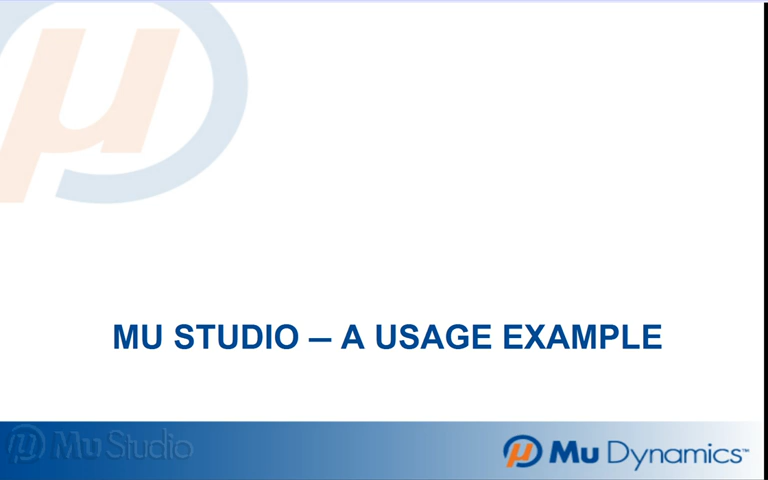 µ
MU STUDIO – A USAGE EXAMPLE
µ Mu Studio
µ Mu Dynamics™